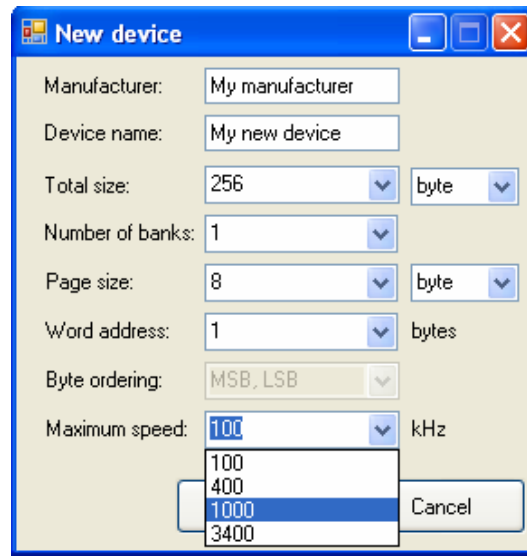 New device
Manufacturer: My manufacturer
Device name: My new device
Total size: 256 byte
Number of banks: 1
Page size: 8 byte
Word address: 1 bytes
Byte ordering: MSB, LSB
Maximum speed: 100 kHz
100
400
1000
3400
Cancel